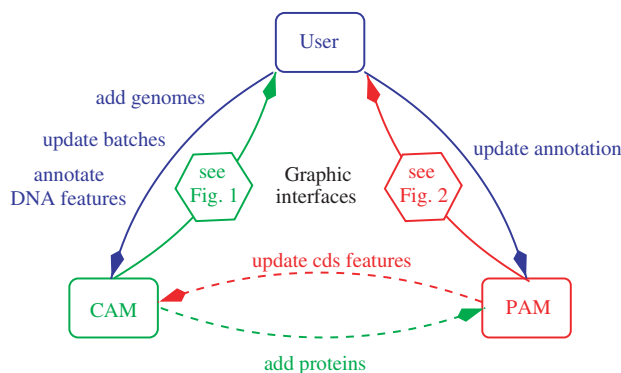 User
add genomes
update batches
annotate
DNA features
see
Fig. 1
Graphic
interfaces
see
Fig. 2
update annotation
update cds features
CAM
PAM
add proteins